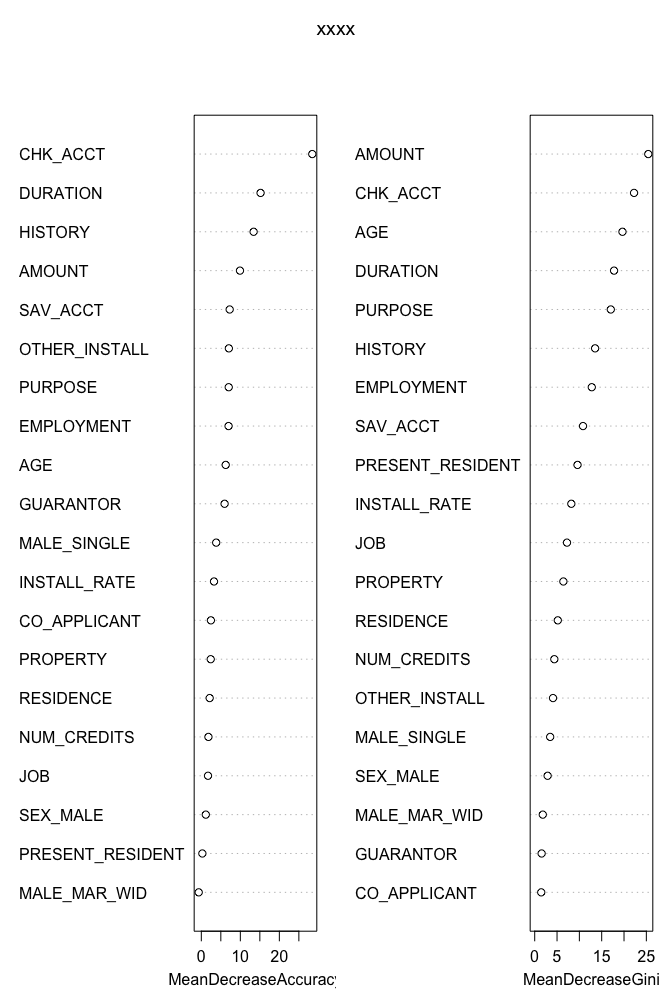 xxxx
CHK_ACCT
DURATION
HISTORY
AMOUNT
SAV_ACCT
OTHER_INSTALL
PURPOSE
EMPLOYMENT
AGE
GUARANTOR
MALE_SINGLE
INSTALL_RATE
CO_APPLICANT
PROPERTY
RESIDENCE
NUM_CREDITS
JOB
SEX_MALE
PRESENT_RESIDENT
MALE_MAR_WID
0 10 20
MeanDecreaseAccuracy
AMOUNT
CHK_ACCT
AGE
DURATION
PURPOSE
HISTORY
EMPLOYMENT
SAV_ACCT
PRESENT_RESIDENT
INSTALL_RATE
JOB
PROPERTY
RESIDENCE
NUM_CREDITS
OTHER_INSTALL
MALE_SINGLE
SEX_MALE
MALE_MAR_WID
GUARANTOR
CO_APPLICANT
0 5 15 25
MeanDecreaseGini